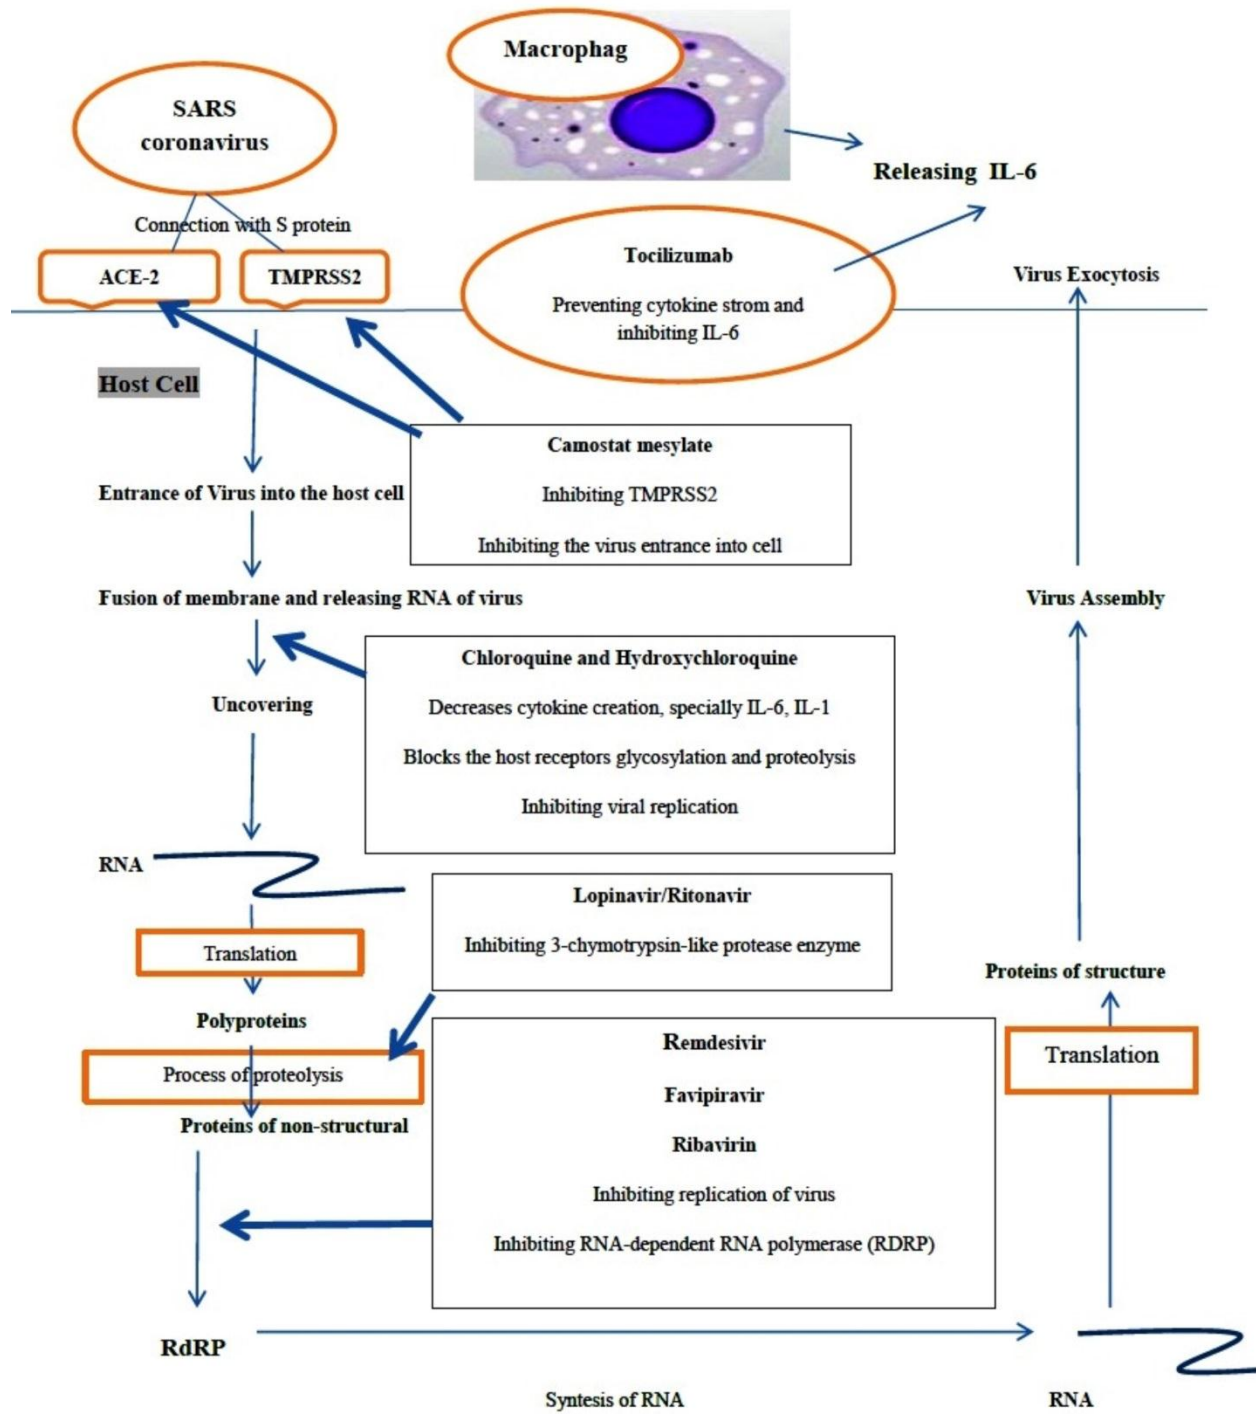 Macrophag
SARS
coronavirus
Releasing IL-6
Connection with S protein
ACE-2
TMPRSS2
Tocilizumab
Preventing cytokine strom and
inhibiting IL-6
Virus Exocytosis
Host Cell
Camostat mesylate
Inhibiting TMPRSS2
Inhibiting the virus entrance into cell
Entrance of Virus into the host cell
Fusion of membrane and releasing RNA of virus
Virus Assembly
Chloroquine and Hydroxychloroquine
Decreases cytokine creation, specially IL-6, IL-1
Blocks the host receptors glycosylation and proteolysis
Inhibiting viral replication
Uncovering
RNA
Lopinavir/Ritonavir
Inhibiting 3-chymotrypsin-like protease enzyme
Translation
Polyproteins
Process of proteolysis
Proteins of non-structural
Proteins of structure
Translation
Remdesivir
Favipiravir
Ribavirin
Inhibiting replication of virus
Inhibiting RNA-dependent RNA polymerase (RDRP)
RdRP
Syntesis of RNA
RNA